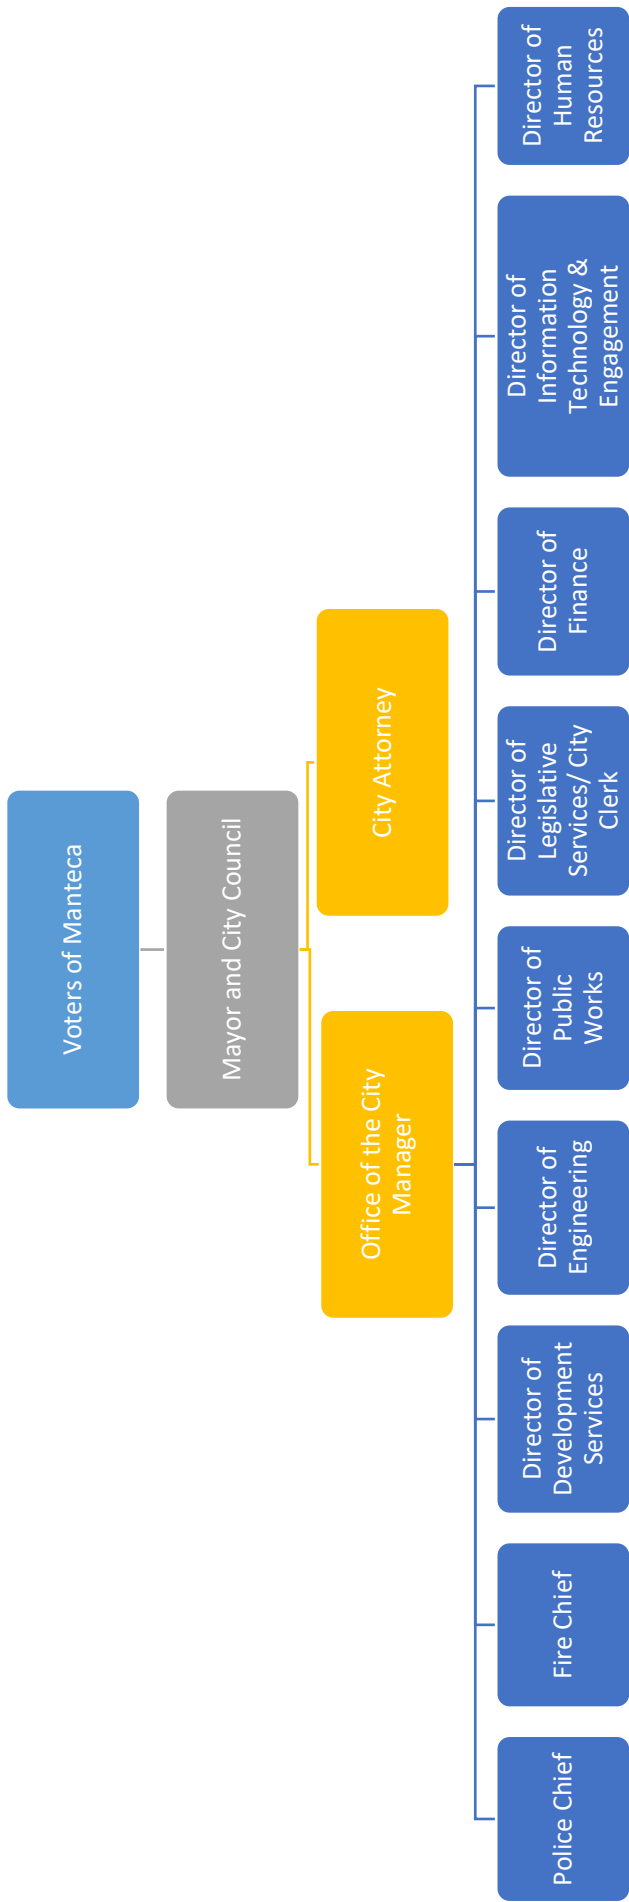 Voters of Manteca
Mayor and City Council
Office of the City
Manager
City Attorney
Police Chief
Fire Chief
Director of
Development
Services
Director of
Engineering
Director of
Public
Works
Director of
Legislative
Services/ City
Clerk
Director of
Finance
Director of
Information
Technology &
Engagement
Director of
Human
Resources